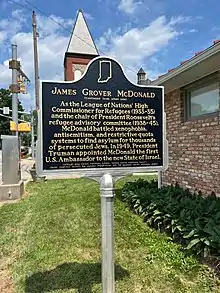 JAMES GROVER MCDONALD
As the League of Nations' High
Commissioner for Refugees (1933-35)
and the chair of President Roosevelt's
refugee advisory committee (1938-45),
McDonald battled xenophobia,
antisemitism, and restrictive quota
systems to find asylum for thousands
of persecuted Jews. In 1949, President
Truman appointed McDonald the first
U.S. Ambassador to the new State of Israel.